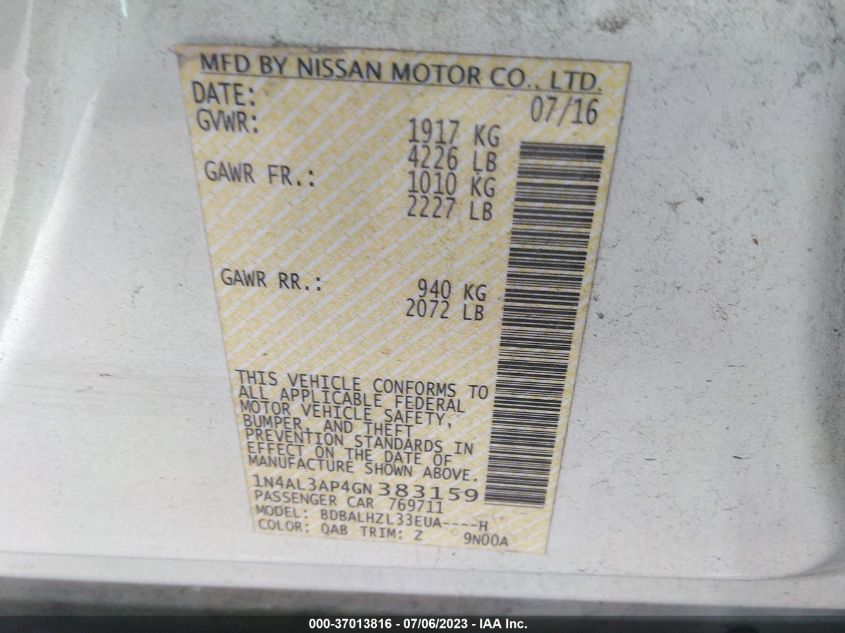 MFD BY NISSAN MOTOR CO., LTD.
DATE: 07/16
GVWR: 1917 KG
4226 LB
GAWR FR.: 1010 KG
2227 LB
GAWR RR.: 940 KG
2072 LB
THIS VEHICLE CONFORMS TO
ALL APPLICABLE FEDERAL
MOTOR VEHICLE SAFETY,
BUMPER, AND THEFT
PREVENTION STANDARDS IN
EFFECT ON THE DATE OF
MANUFACTURE SHOWN ABOVE.
1N4AL3AP4GN383159
PASSENGER CAR 769711
MODEL: BDBALHZL33EUA----H
COLOR: QAB TRIM: Z 9N00A
000-37013816 - 07/06/2023 - IAA Inc.